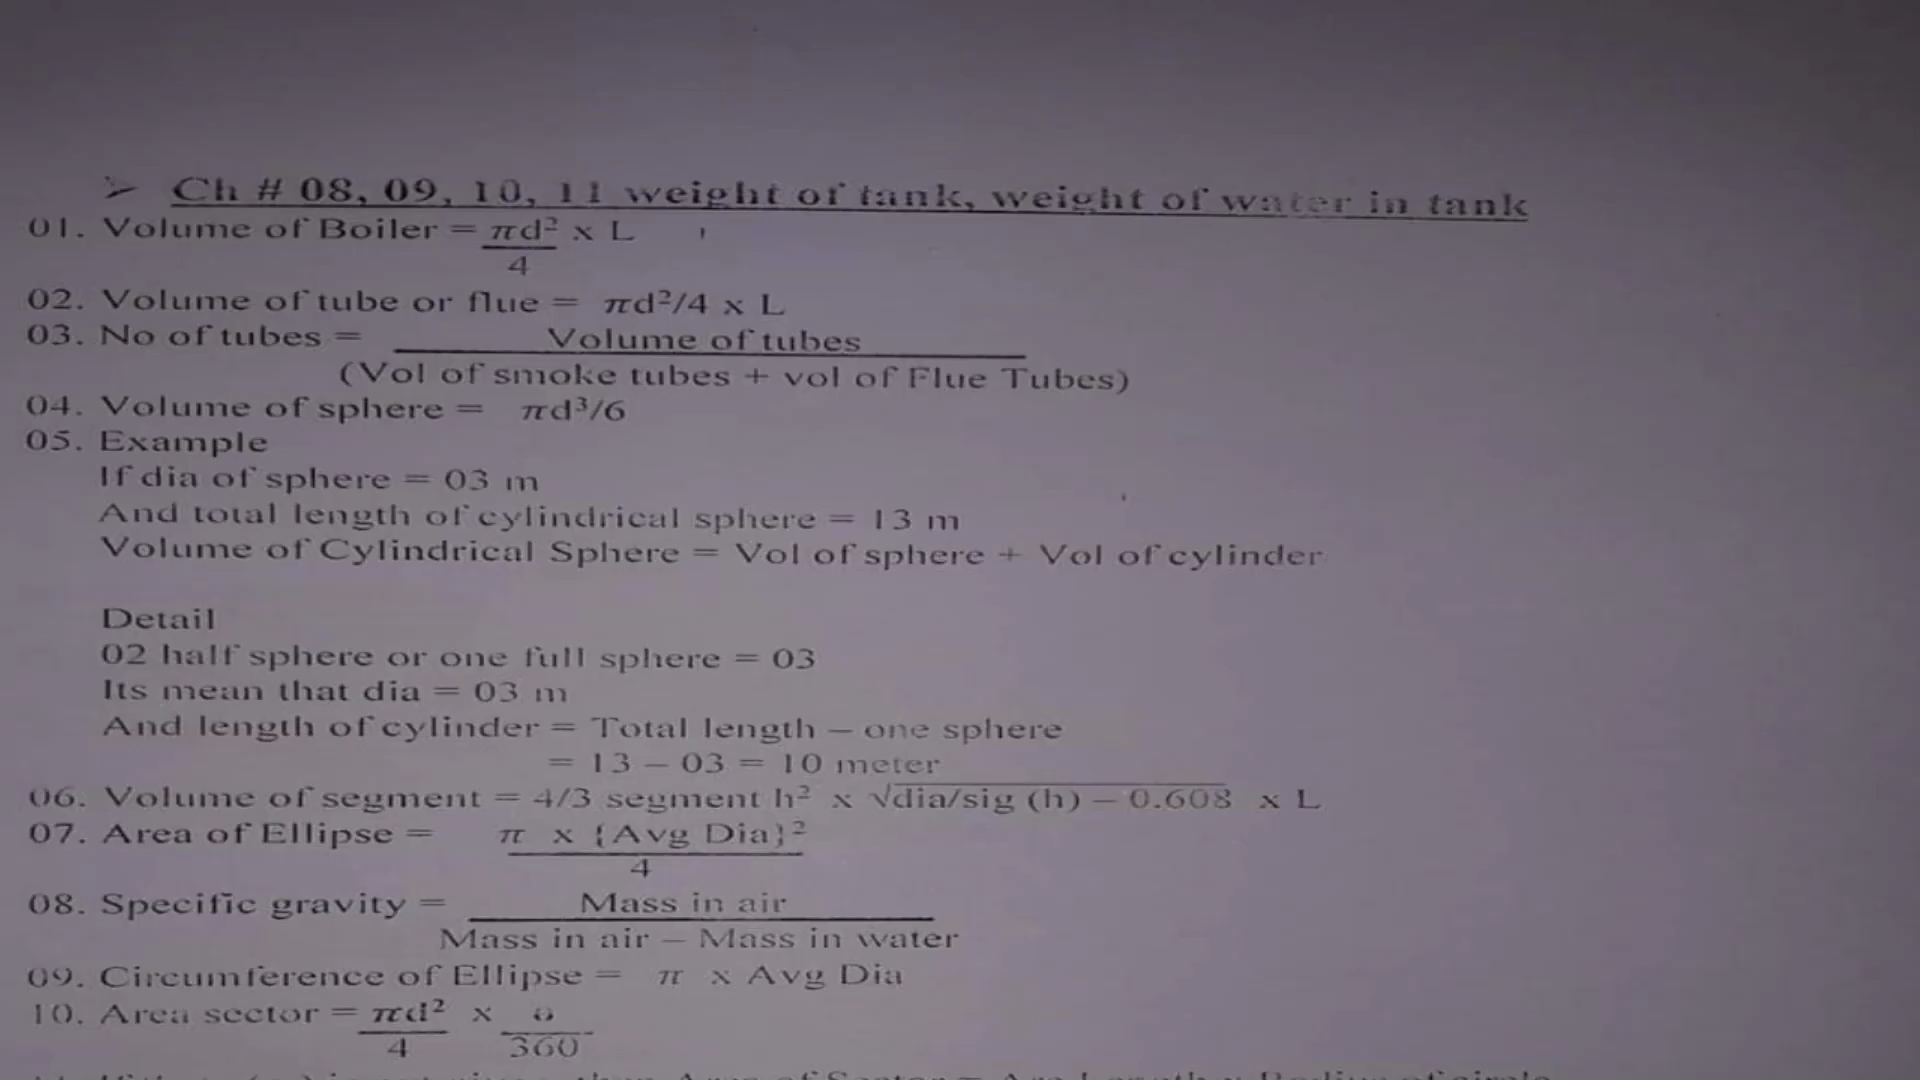 ➢ Ch # 08, 09, 10, 11 weight of tank, weight of water in tank
01. Volume of Boiler = πd² x L
4
02. Volume of tube or flue = πd²/4 x L
03. No of tubes = Volume of tubes
(Vol of smoke tubes + vol of Flue Tubes)
04. Volume of sphere = πd³/6
05. Example
If dia of sphere = 03 m
And total length of cylindrical sphere = 13 m
Volume of Cylindrical Sphere = Vol of sphere + Vol of cylinder
Detail
02 half sphere or one full sphere = 03
Its mean that dia = 03 m
And length of cylinder = Total length – one sphere
= 13 – 03 = 10 meter
06. Volume of segment = 4/3 segment h² x √dia/sig (h) – 0.608 x L
07. Area of Ellipse = π x {Avg Dia}²
4
08. Specific gravity = Mass in air
Mass in air – Mass in water
09. Circumference of Ellipse = π x Avg Dia
10. Area sector = πd² x
4 360